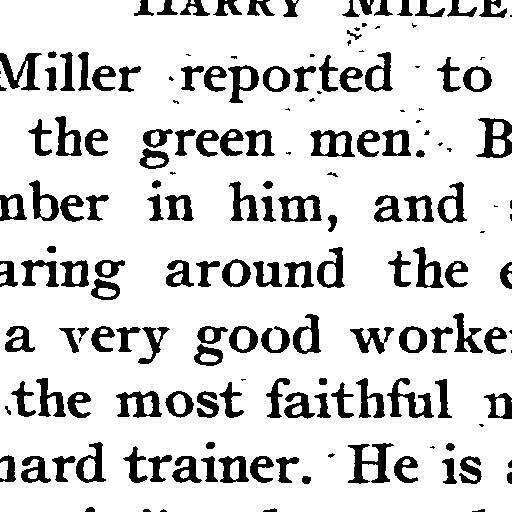 HARRY MILLE
Miller reported to
the green men. B
mber in him, and
aring around the
a very good worke
the most faithful
hard trainer. He is